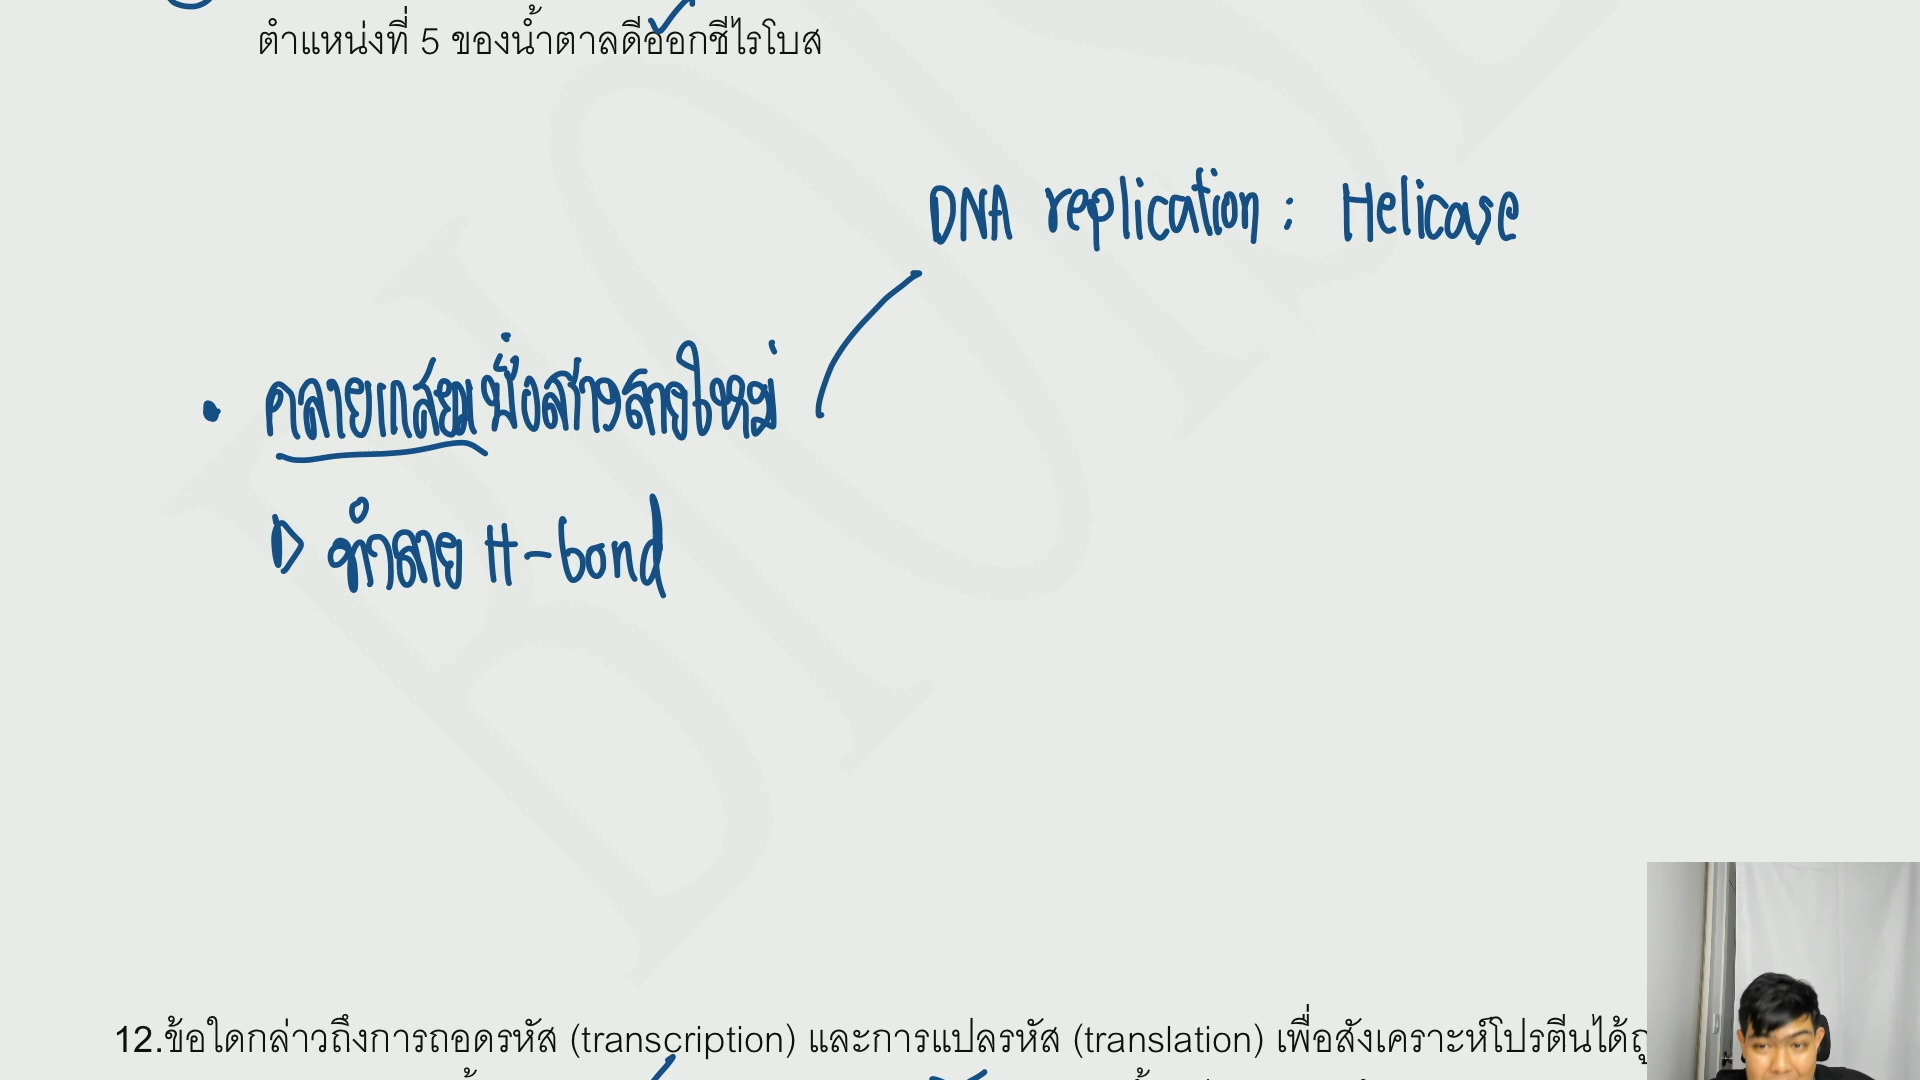 ตำแหน่งที่ 5 ของน้ำตาลดีออกซีไรโบส
DNA replication : Helicase
• คลายเกลียวเพื่อสร้างสายใหม่
ทำลาย H-bond
12.ข้อใดกล่าวถึงการถอดรหัส (transcription) และการแปลรหัส (translation) เพื่อสังเคราะห์โปรตีนได้ถู